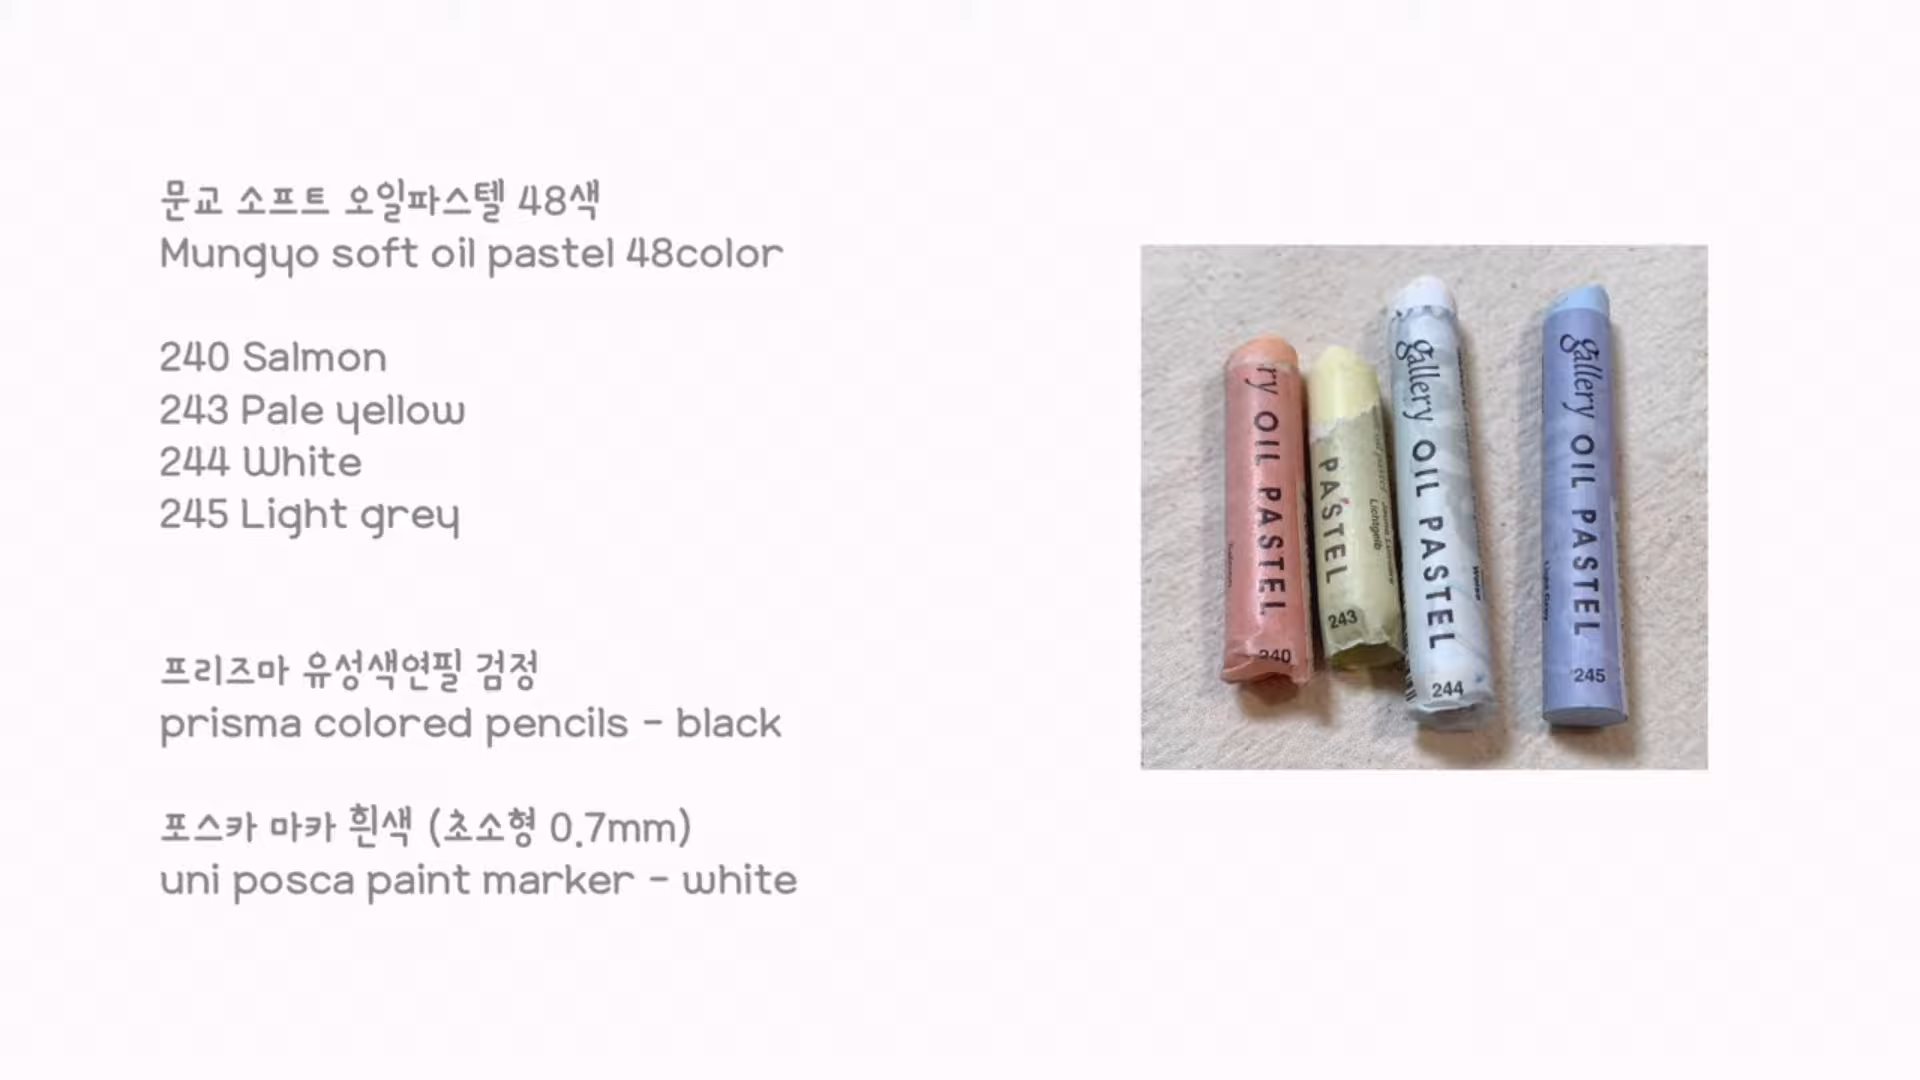 문교 소프트 오일파스텔 48색
Mungyo soft oil pastel 48color
240 Salmon
243 Pale yellow
244 White
245 Light grey
프리즈마 유성색연필 검정
prisma colored pencils - black
포스카 마카 흰색 (초소형 0.7mm)
uni posca paint marker - white
ry OIL PASTEL
240
PASTEL
243
gallery OIL PASTEL
244
gallery OIL PASTEL
245